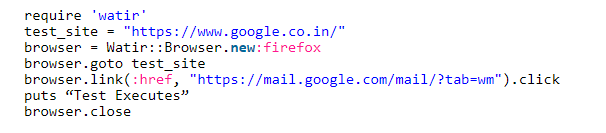 require 'watir'
test_site = "https://www.google.co.in/"
browser = Watir::Browser.new:firefox
browser.goto test_site
browser.link(:href, "https://mail.google.com/mail/?tab=wm").click
puts “Test Executes”
browser.close